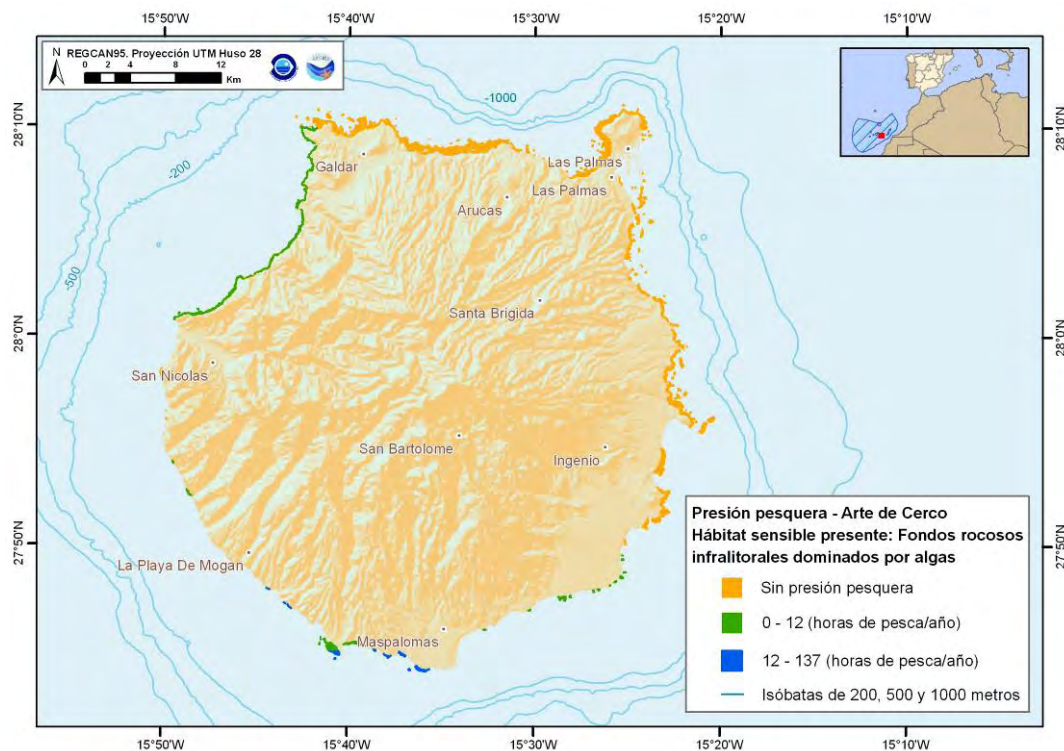 15°50'W 15°40'W 15°30'W 15°20'W 15°10'W
N REGCAN95. Proyección UTM Huso 28
0 2 4 8 12
Km
-1000
28°10'N 28°10'N
-200
Galdar
Las Palmas
Las Palmas
Arucas
-500
Santa Brigida
28°0'N 28°0'N
San Nicolas
San Bartolome
Ingenio
Presión pesquera - Arte de Cerco
Hábitat sensible presente: Fondos rocosos
infralitorales dominados por algas
27°50'N 27°50'N
La Playa De Mogan
Sin presión pesquera
0 - 12 (horas de pesca/año)
Maspalomas
12 - 137 (horas de pesca/año)
Isóbatas de 200, 500 y 1000 metros
15°50'W 15°40'W 15°30'W 15°20'W 15°10'W